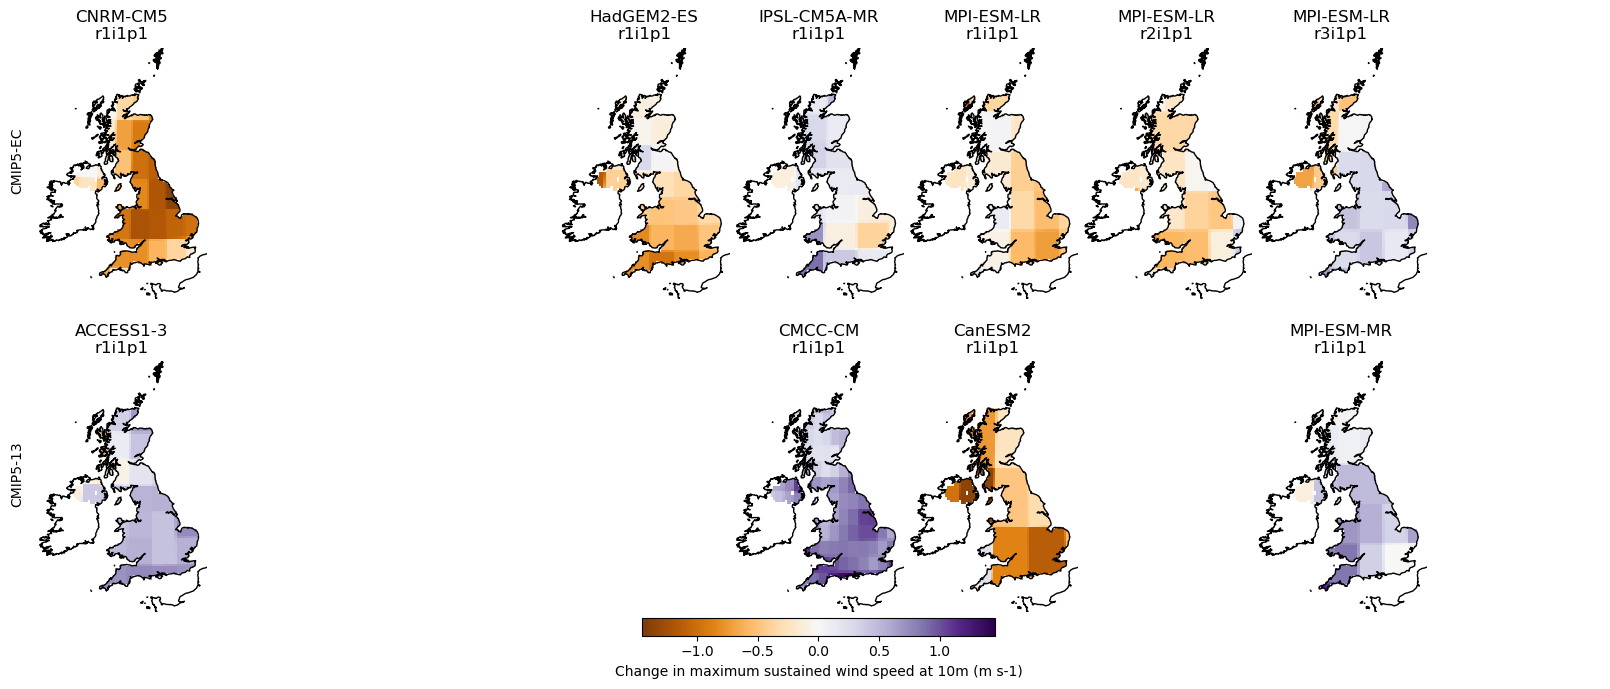 CNRM-CM5
r1i1p1
HadGEM2-ES
r1i1p1
IPSL-CM5A-MR
r1i1p1
MPI-ESM-LR
r1i1p1
MPI-ESM-LR
r2i1p1
MPI-ESM-LR
r3i1p1
CMIP5-EC
ACCESS1-3
r1i1p1
CMCC-CM
r1i1p1
CanESM2
r1i1p1
MPI-ESM-MR
r1i1p1
CMIP5-13
−1.0 −0.5 0.0 0.5 1.0
Change in maximum sustained wind speed at 10m (m s-1)